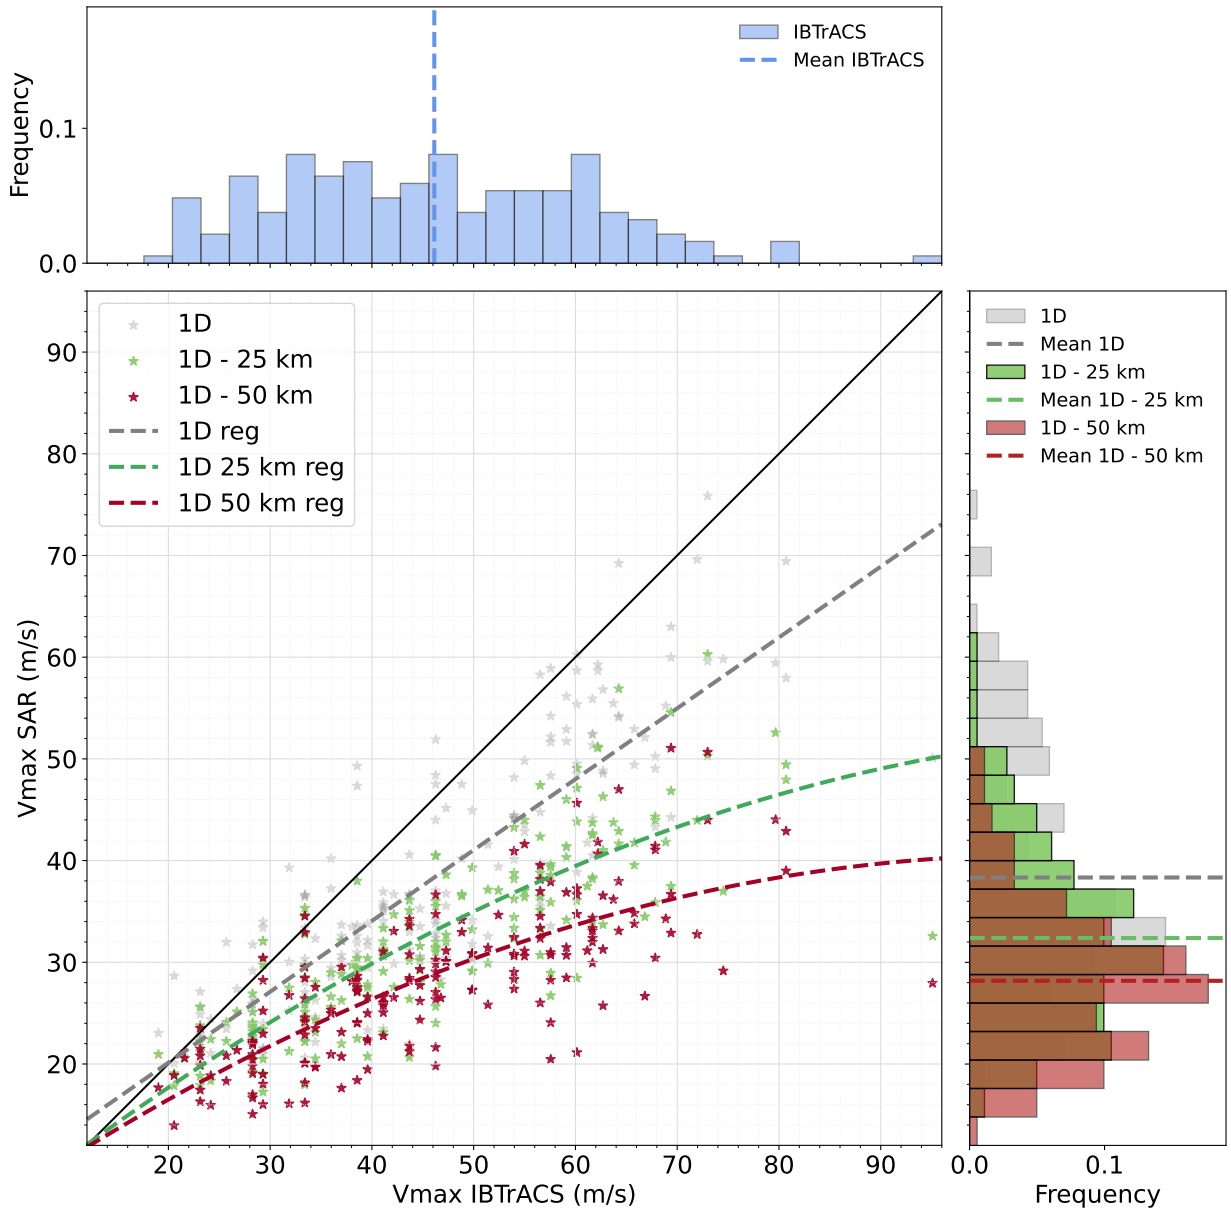 IBTrACS
Mean IBTrACS
Frequency
0.1
0.0
1D
1D - 25 km
1D - 50 km
1D reg
1D 25 km reg
1D 50 km reg
1D
Mean 1D
1D - 25 km
Mean 1D - 25 km
1D - 50 km
Mean 1D - 50 km
Vmax SAR (m/s)
90
80
70
60
50
40
30
20
20 30 40 50 60 70 80 90
Vmax IBTrACS (m/s)
0.0 0.1
Frequency